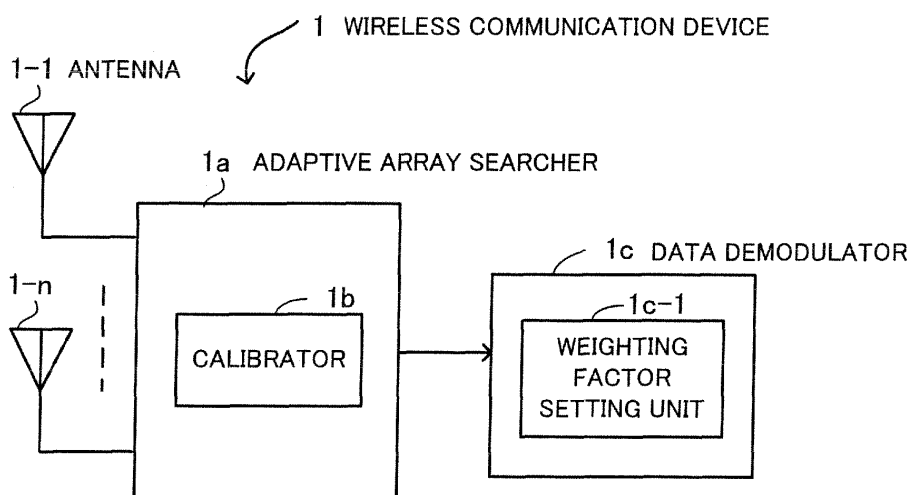 1 WIRELESS COMMUNICATION DEVICE
1-1 ANTENNA
1a ADAPTIVE ARRAY SEARCHER
1c DATA DEMODULATOR
1-n
1b
1c-1
CALIBRATOR
WEIGHTING
FACTOR
SETTING UNIT